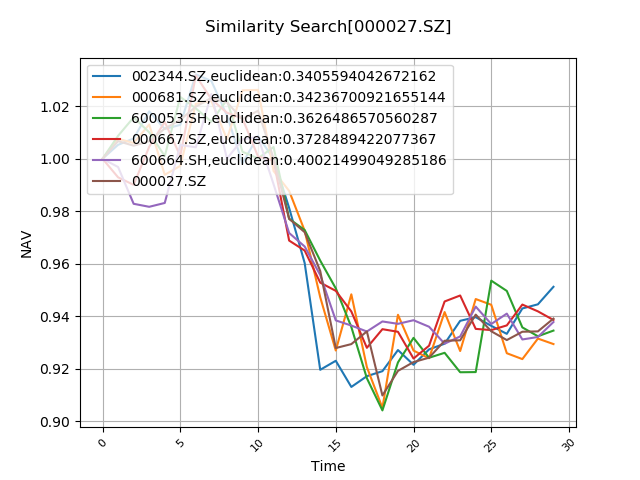 Similarity Search[000027.SZ]
002344.SZ,euclidean:0.3405594042672162
000681.SZ,euclidean:0.34236700921655144
600053.SH,euclidean:0.3626486570560287
000667.SZ,euclidean:0.3728489422077367
600664.SH,euclidean:0.40021499049285186
000027.SZ
1.02
1.00
0.98
0.96
0.94
0.92
0.90
NAV
0
5
10
15
20
25
30
Time